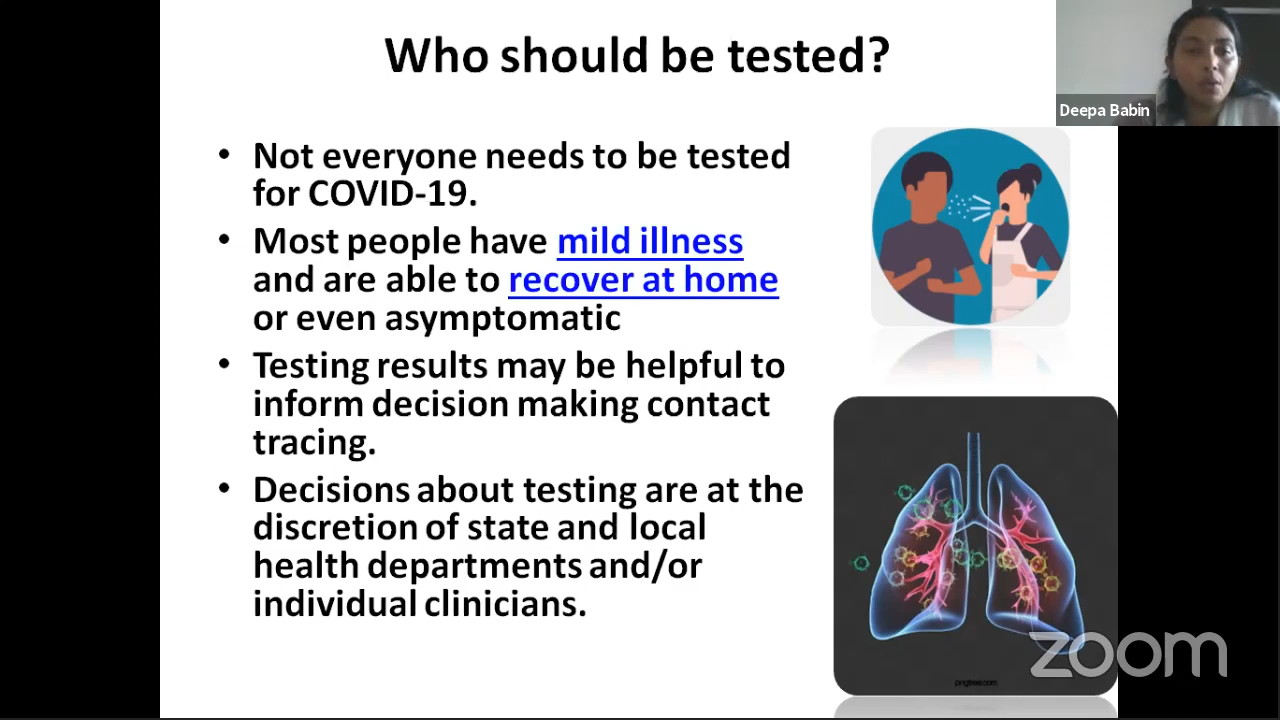 Who should be tested?
Deepa Babin
• Not everyone needs to be tested
for COVID-19.
• Most people have mild illness
and are able to recover at home
or even asymptomatic
• Testing results may be helpful to
inform decision making contact
tracing.
• Decisions about testing are at the
discretion of state and local
health departments and/or
individual clinicians.
zoom
pngtree.com